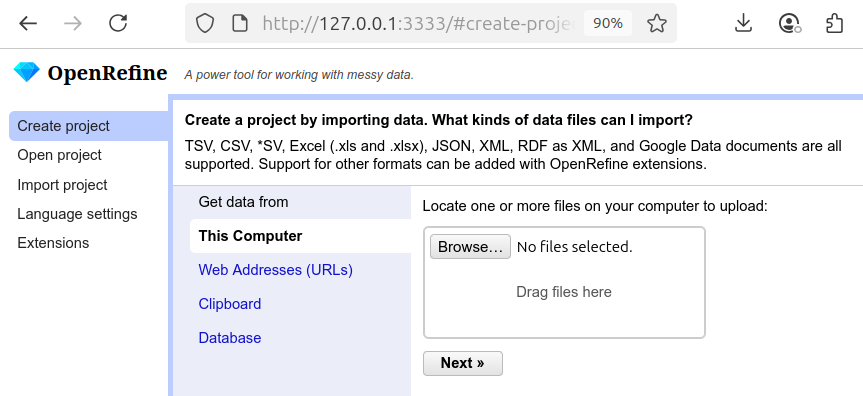 http://127.0.0.1:3333/#create-proje
90%
OpenRefine
A power tool for working with messy data.
Create project
Open project
Import project
Language settings
Extensions
Create a project by importing data. What kinds of data files can I import?
TSV, CSV, *SV, Excel (.xls and .xlsx), JSON, XML, RDF as XML, and Google Data documents are all
supported. Support for other formats can be added with OpenRefine extensions.
Get data from
This Computer
Web Addresses (URLs)
Clipboard
Database
Locate one or more files on your computer to upload:
Browse… No files selected.
Drag files here
Next »